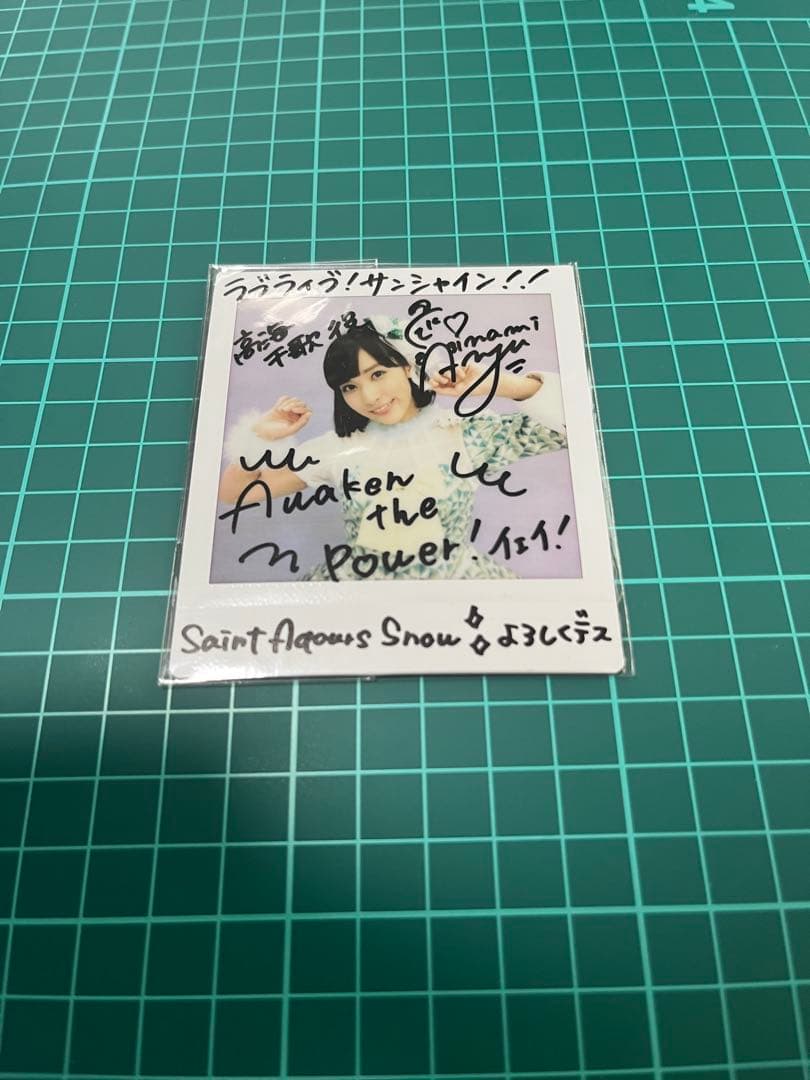 ラブライブ!サンシャイン!!
高海
千歌 役
minami
Anju
Awaken
the
power! イェイ!
Saint Aqours Snow よろしくデス